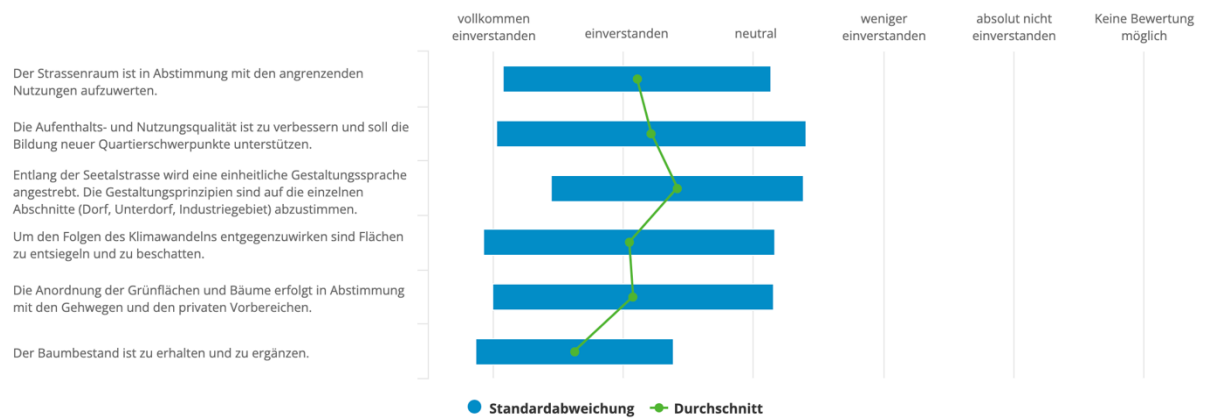 vollkommen
einverstanden
einverstanden
neutral
weniger
einverstanden
absolut nicht
einverstanden
Keine Bewertung
möglich
Der Strassenraum ist in Abstimmung mit den angrenzenden
Nutzungen aufzuwerten.
Die Aufenthalts- und Nutzungsqualität ist zu verbessern und soll die
Bildung neuer Quartierschwerpunkte unterstützen.
Entlang der Seetalstrasse wird eine einheitliche Gestaltungssprache
angestrebt. Die Gestaltungsprinzipien sind auf die einzelnen
Abschnitte (Dorf, Unterdorf, Industriegebiet) abzustimmen.
Um den Folgen des Klimawandelns entgegenzuwirken sind Flächen
zu entsiegeln und zu beschatten.
Die Anordnung der Grünflächen und Bäume erfolgt in Abstimmung
mit den Gehwegen und den privaten Vorbereichen.
Der Baumbestand ist zu erhalten und zu ergänzen.
Standardabweichung Durchschnitt